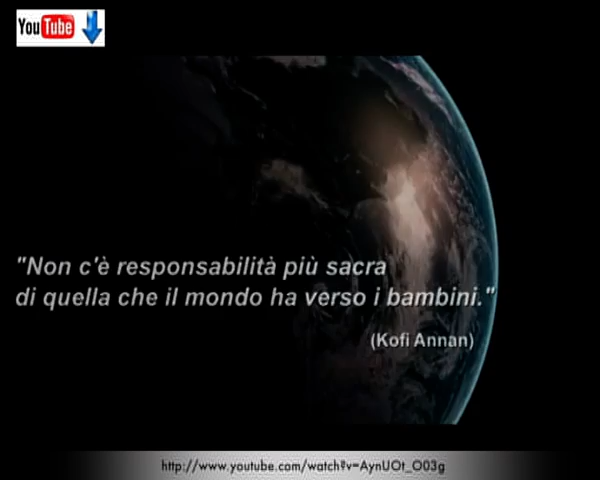 YouTube
"Non c'è responsabilità più sacra
di quella che il mondo ha verso i bambini."
(Kofi Annan)
http://www.youtube.com/watch?v=AynUOt_O03g